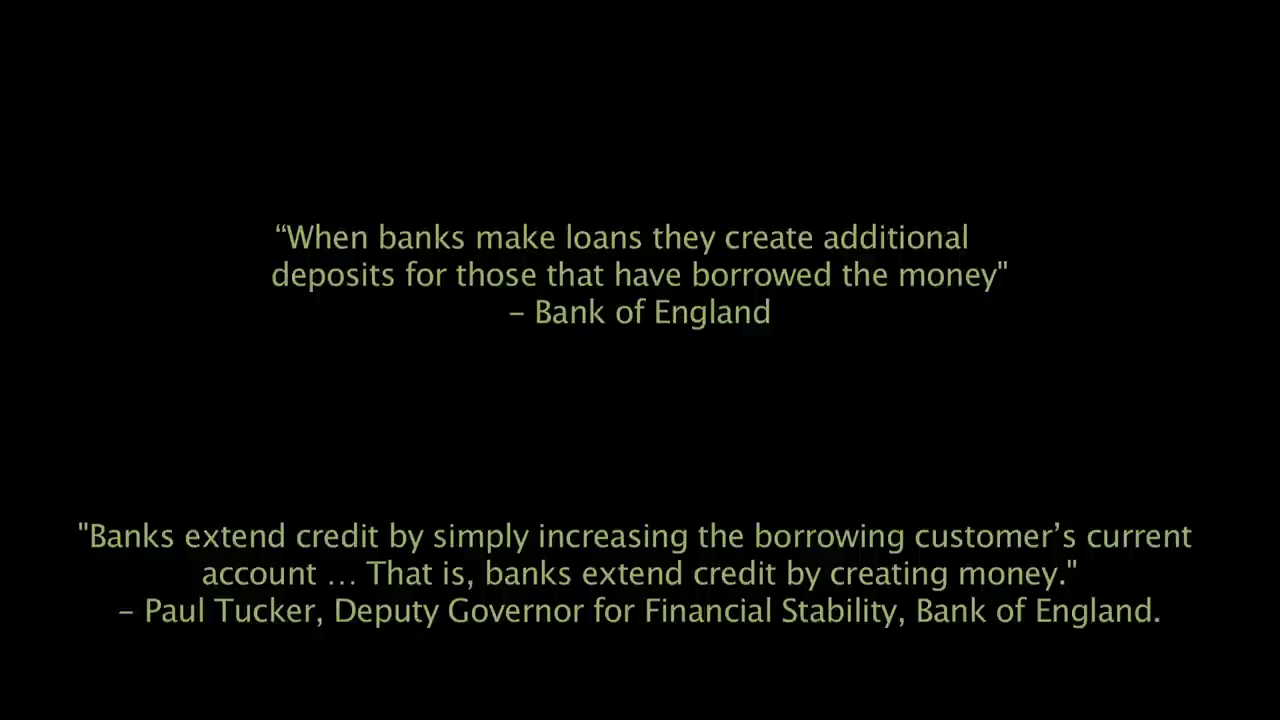 “When banks make loans they create additional
deposits for those that have borrowed the money"
– Bank of England
"Banks extend credit by simply increasing the borrowing customer’s current
account … That is, banks extend credit by creating money."
– Paul Tucker, Deputy Governor for Financial Stability, Bank of England.